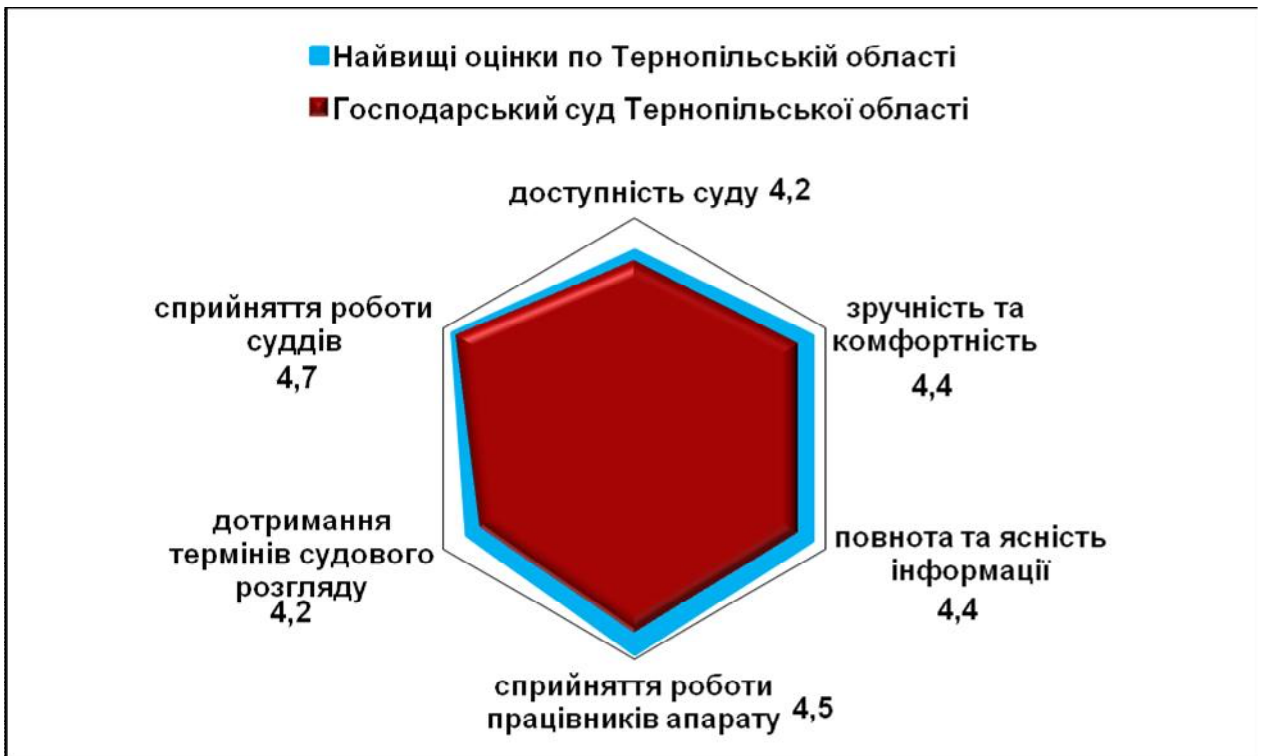 Найвищі оцінки по Тернопільській області
Господарський суд Тернопільської області
доступність суду 4,2
зручність та
комфортність
4,4
повнота та ясність
інформації
4,4
сприйняття роботи
працівників апарату 4,5
дотримання
термінів судового
розгляду
4,2
сприйняття роботи
суддів
4,7